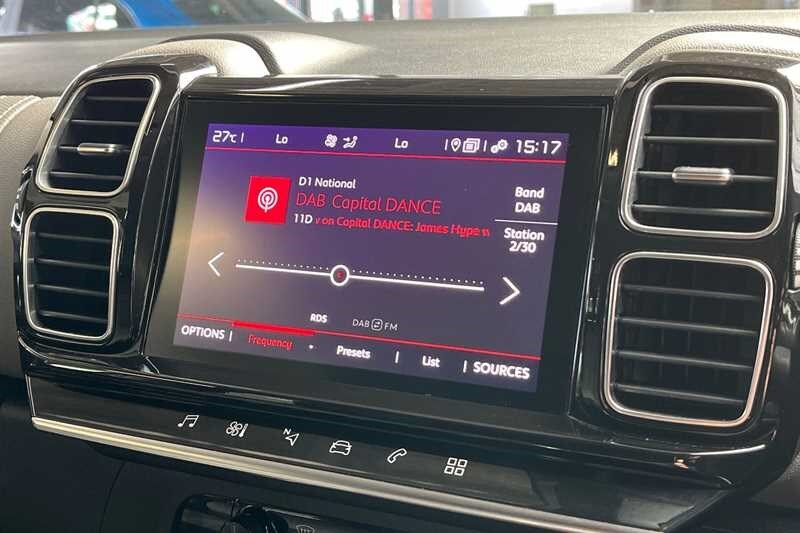 27°C Lo Lo 15:17
D1 National
DAB Capital DANCE
11D v on Capital DANCE: James Hype w
Band
DAB
Station
2/30
RDS DAB FM
OPTIONS Frequency Presets List SOURCES
N